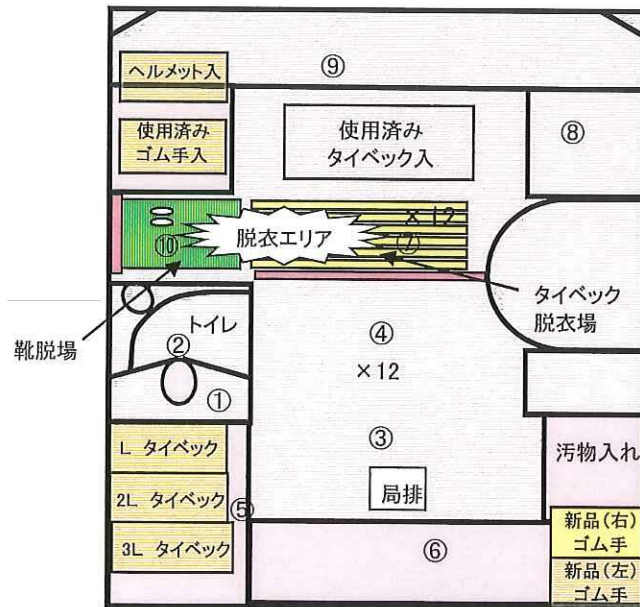 ⑨
ヘルメット入
使用済み
ゴム手入
使用済み
タイベック入
⑧
×12
脱衣エリア
⑩
⑦
タイベック
脱衣場
靴脱場
トイレ
②
①
④
×12
③
局排
L タイベック
2L タイベック
3L タイベック
⑤
⑥
汚物入れ
新品(右)
ゴム手
新品(左)
ゴム手